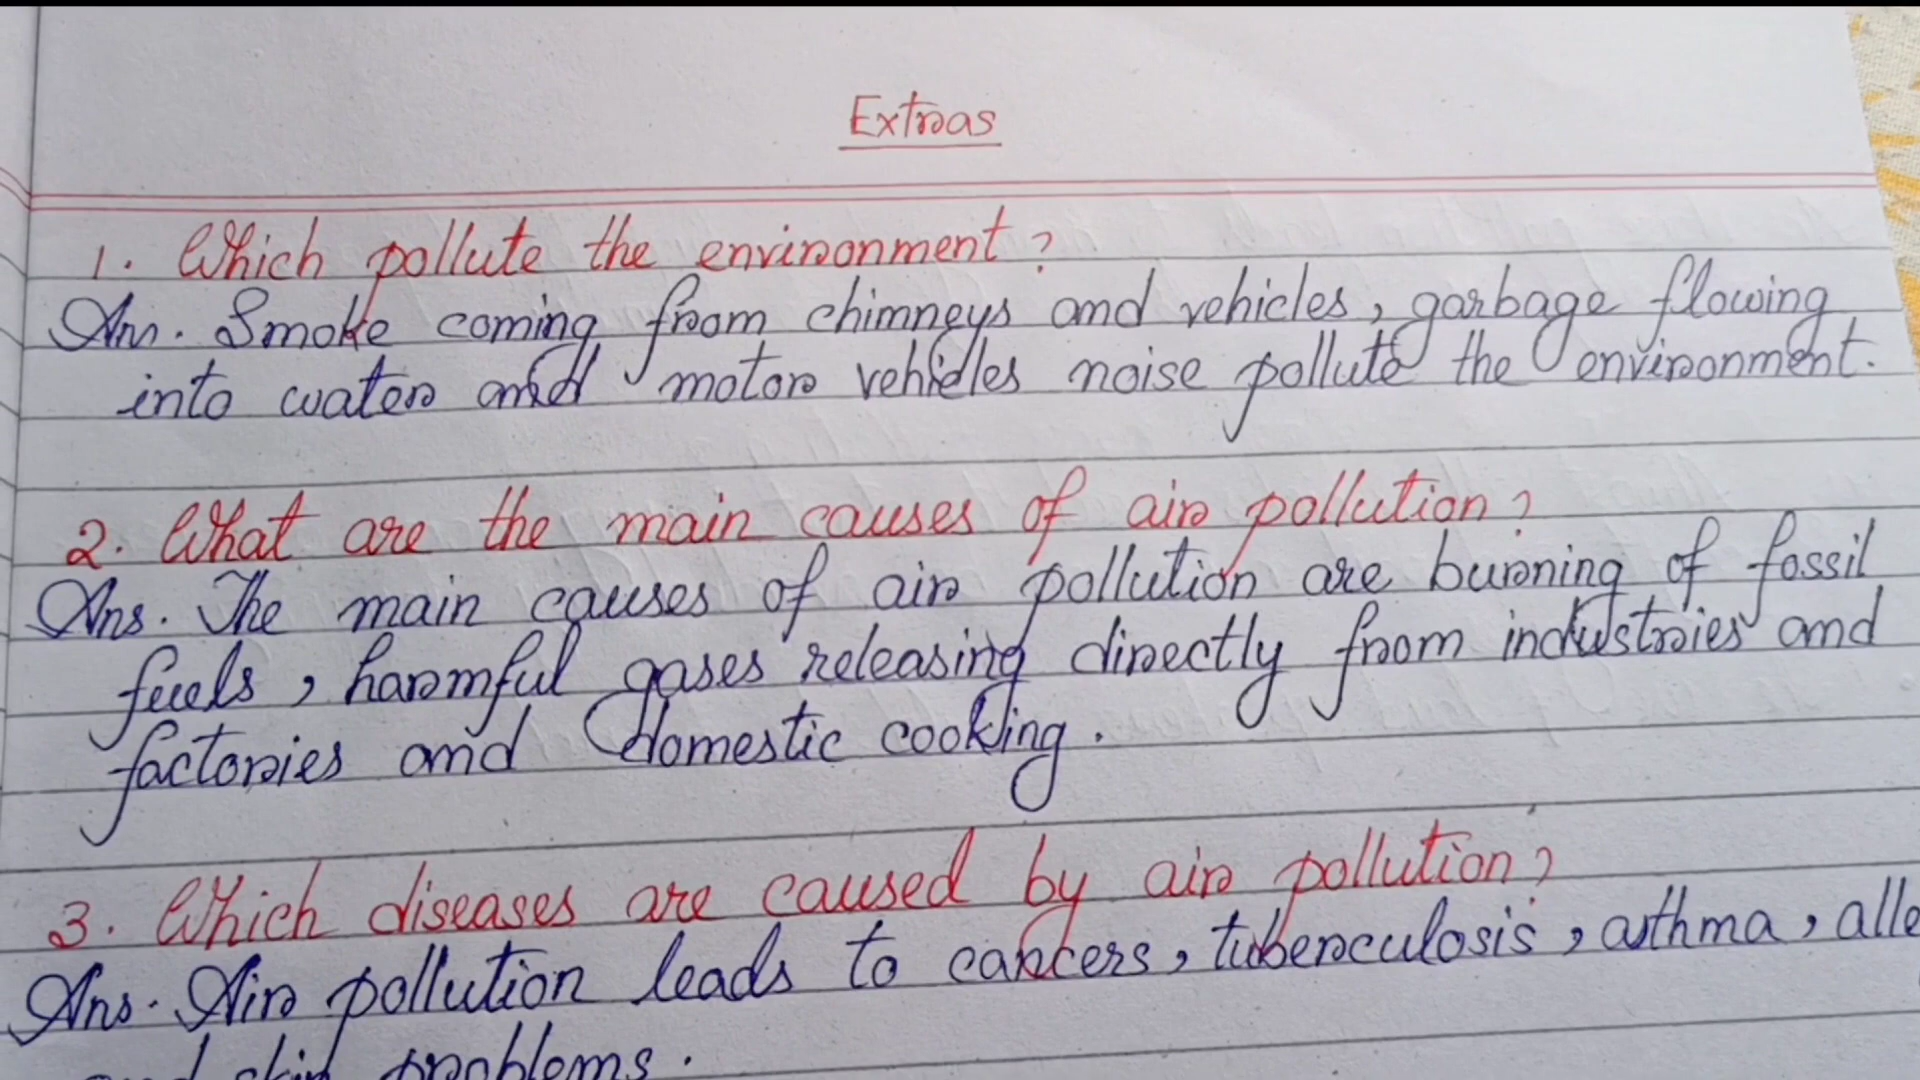 Extras
1. Which pollute the environment?
Ans. Smoke coming from chimneys and vehicles, garbage flowing
into water and motor vehicles noise pollute the environment.
2. What are the main causes of air pollution?
Ans. The main causes of air pollution are burning of fossil
fuels, harmful gases releasing directly from industries and
factories and domestic cooking.
3. Which diseases are caused by air pollution?
Ans. Air pollution leads to cancers, tuberculosis, asthma, alle
and skin problems.